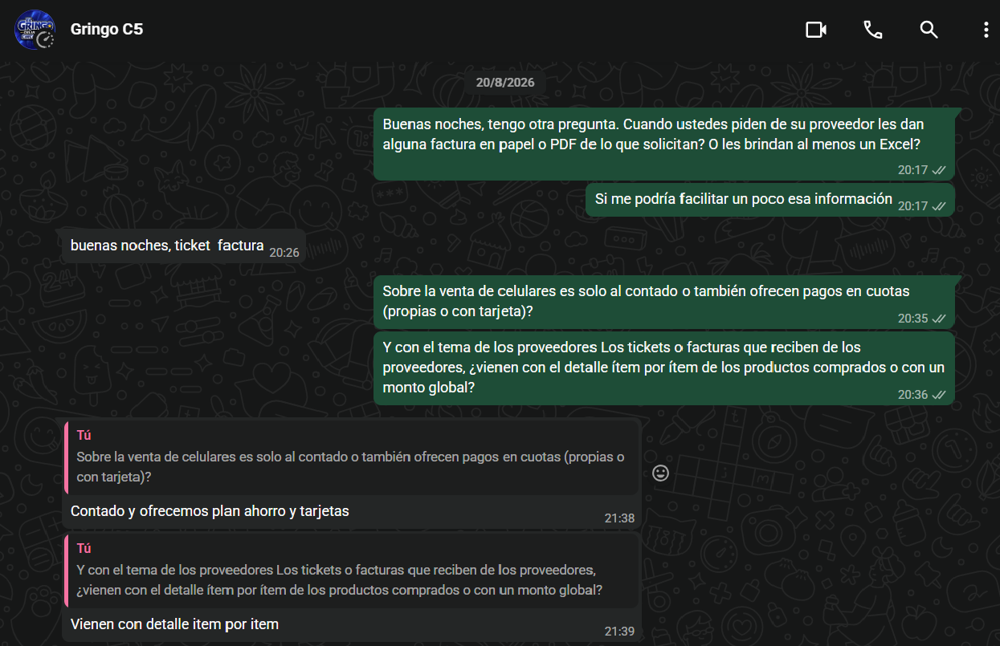 Gringo C5
20/8/2026
Buenas noches, tengo otra pregunta. Cuando ustedes piden de su proveedor les dan
alguna factura en papel o PDF de lo que solicitan? O les brindan al menos un Excel?
20:17
Si me podría facilitar un poco esa información 20:17
buenas noches, ticket  factura 20:26
Sobre la venta de celulares es solo al contado o también ofrecen pagos en cuotas
(propias o con tarjeta)?
20:35
Y con el tema de los proveedores Los tickets o facturas que reciben de los
proveedores, ¿vienen con el detalle ítem por ítem de los productos comprados o con un
monto global?
20:36
Tú
Sobre la venta de celulares es solo al contado o también ofrecen pagos en cuotas (propias o
con tarjeta)?
Contado y ofrecemos plan ahorro y tarjetas
21:38
Tú
Y con el tema de los proveedores Los tickets o facturas que reciben de los proveedores,
¿vienen con el detalle ítem por ítem de los productos comprados o con un monto global?
Vienen con detalle item por item
21:39